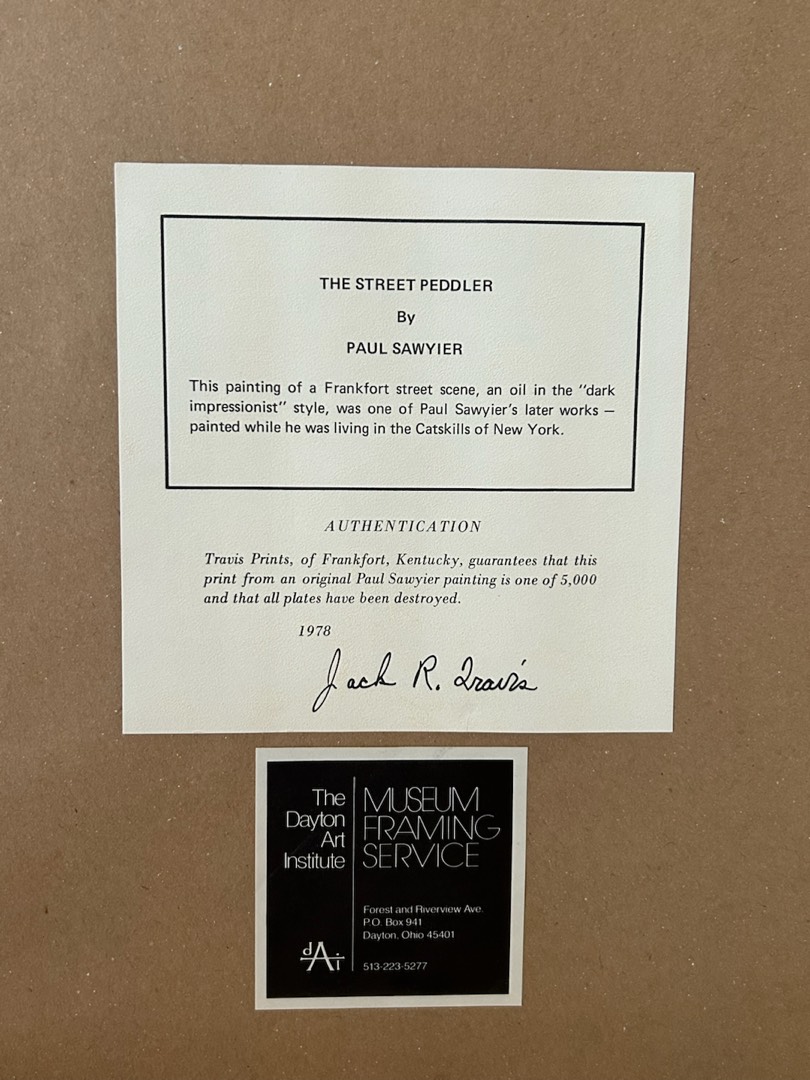 THE STREET PEDDLER
By
PAUL SAWYIER
This painting of a Frankfort street scene, an oil in the "dark
impressionist" style, was one of Paul Sawyier's later works —
painted while he was living in the Catskills of New York.
AUTHENTICATION
Travis Prints, of Frankfort, Kentucky, guarantees that this
print from an original Paul Sawyier painting is one of 5,000
and that all plates have been destroyed.
1978
Jack R. Travis
The
Dayton
Art
Institute
MUSEUM
FRAMING
SERVICE
Forest and Riverview Ave.
P.O. Box 941
Dayton, Ohio 45401
513-223-5277
dAi